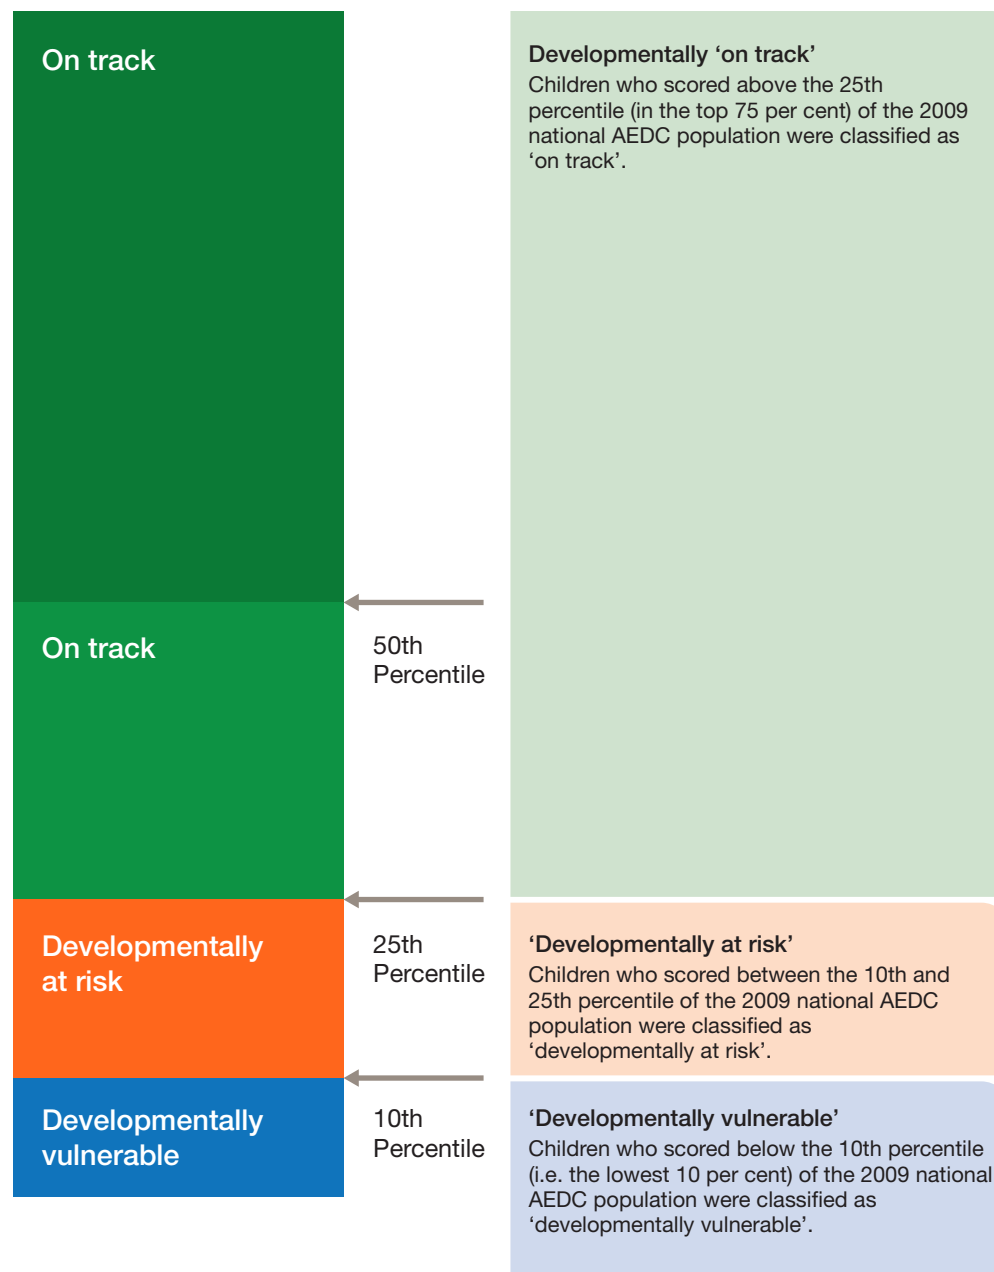 On track
Developmentally ‘on track’
Children who scored above the 25th
percentile (in the top 75 per cent) of the 2009
national AEDC population were classified as
‘on track’.
On track
50th
Percentile
Developmentally
at risk
25th
Percentile
‘Developmentally at risk’
Children who scored between the 10th and
25th percentile of the 2009 national AEDC
population were classified as
‘developmentally at risk’.
Developmentally
vulnerable
10th
Percentile
‘Developmentally vulnerable’
Children who scored below the 10th percentile
(i.e. the lowest 10 per cent) of the 2009 national
AEDC population were classified as
‘developmentally vulnerable’.